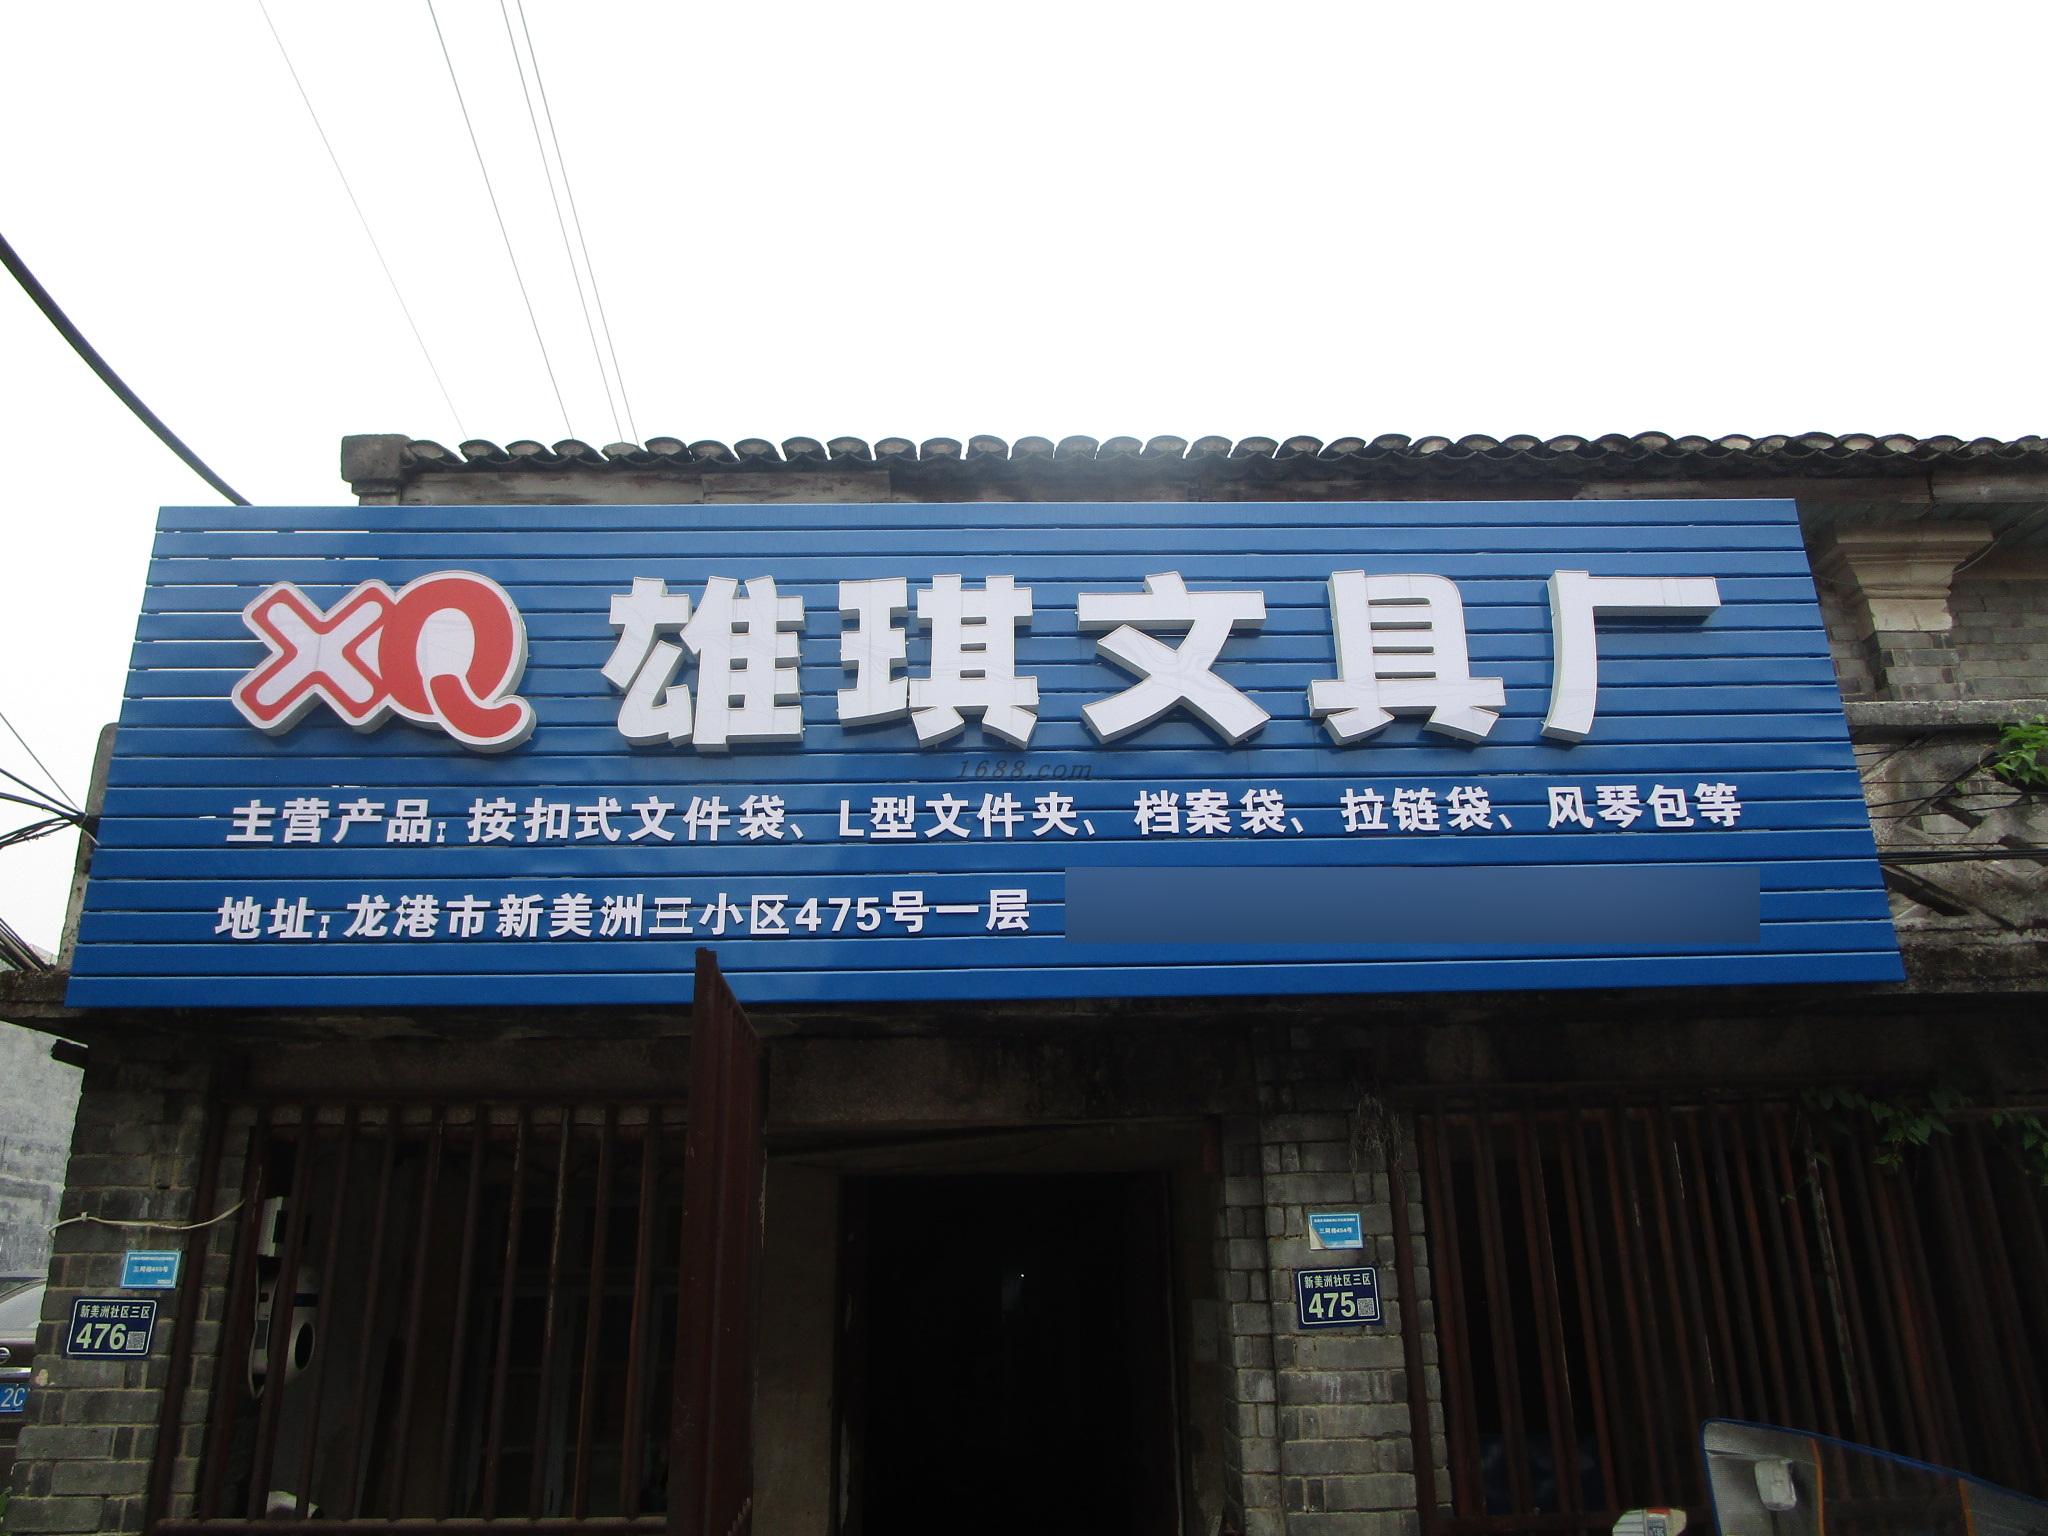 XQ 雄琪文具厂
1688.com
主营产品: 按扣式文件袋、L型文件夹、档案袋、拉链袋、风琴包等
地址: 龙港市新美洲三小区475号一层
新美洲社区三区
476
新美洲社区三区
475
2C